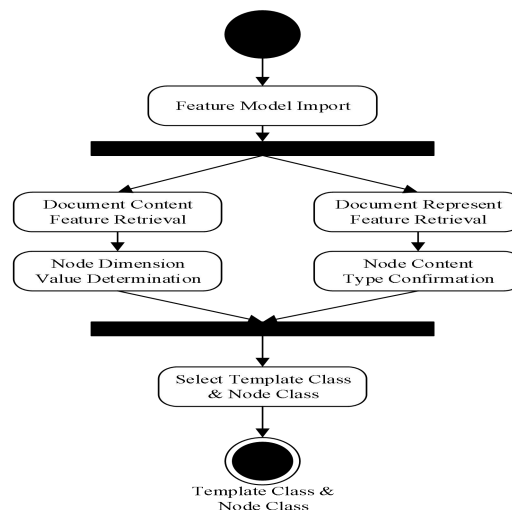 Feature Model Import
Document Content
Feature Retrieval
Document Represent
Feature Retrieval
Node Dimension
Value Determination
Node Content
Type Confirmation
Select Template Class
& Node Class
Template Class &
Node Class